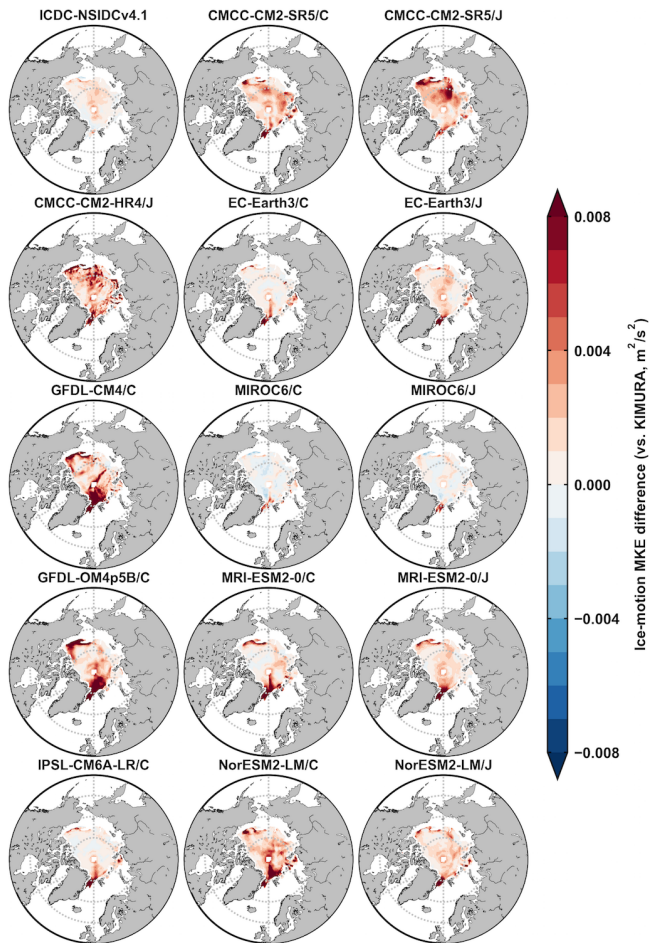 ICDC-NSIDCv4.1 CMCC-CM2-SR5/C CMCC-CM2-SR5/J
CMCC-CM2-HR4/J EC-Earth3/C EC-Earth3/J
GFDL-CM4/C MIROC6/C MIROC6/J
GFDL-OM4p5B/C MRI-ESM2-0/C MRI-ESM2-0/J
IPSL-CM6A-LR/C NorESM2-LM/C NorESM2-LM/J
0.008
0.004
0.000
−0.004
−0.008
Ice-motion MKE difference (vs. KIMURA, m²/s²)